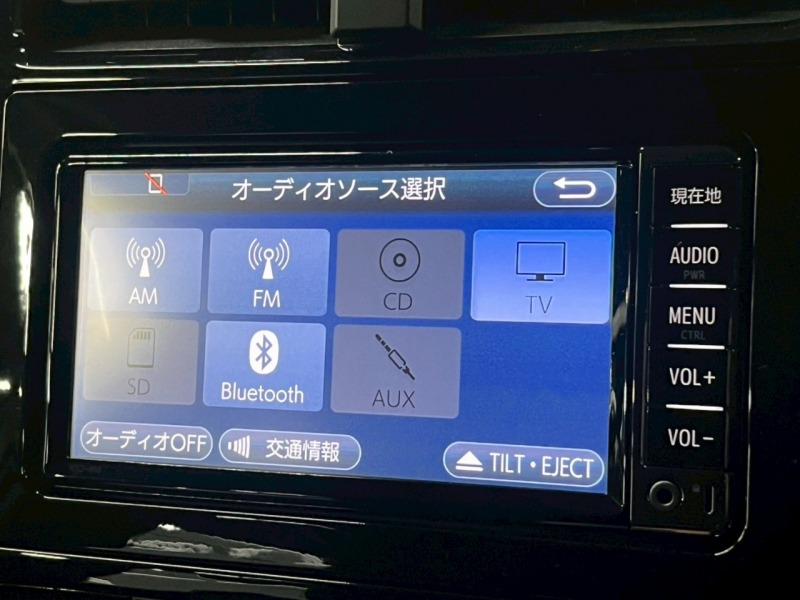 オーディオソース選択
AM
FM
CD
TV
SD
Bluetooth
AUX
オーディオOFF
交通情報
TILT・EJECT
現在地
AUDIO
PWR
MENU
CTRL
VOL+
VOL-